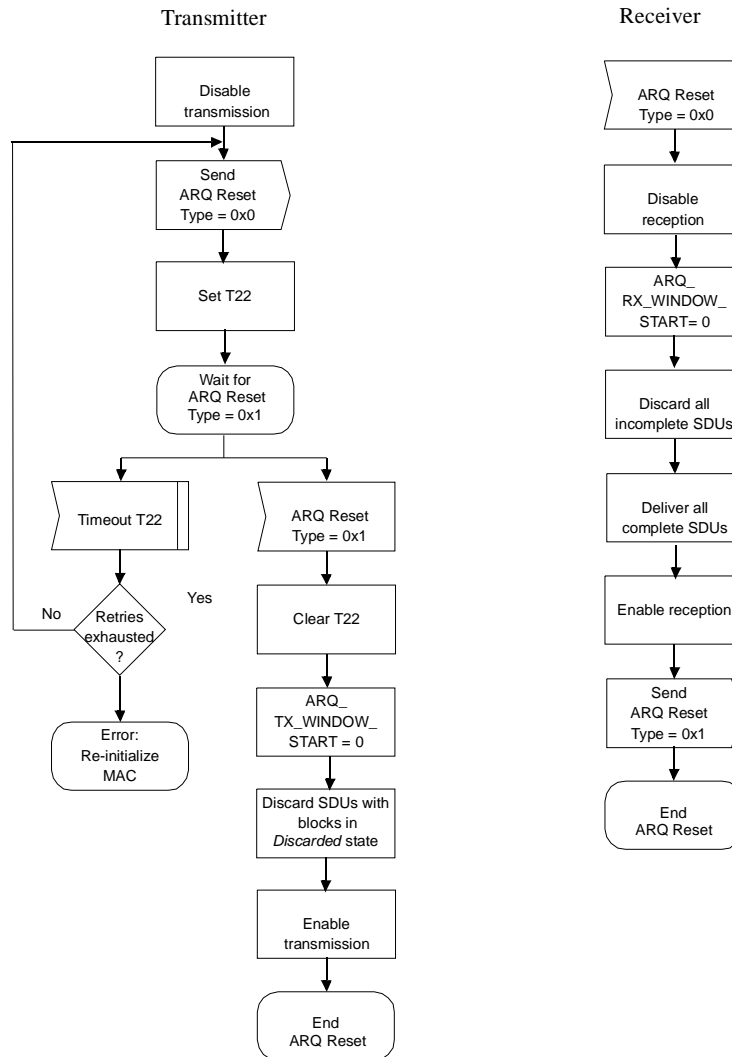 Transmitter
Disable
transmission
Send
ARQ Reset
Type = 0x0
Set T22
Wait for
ARQ Reset
Type = 0x1
Timeout T22
ARQ Reset
Type = 0x1
No
Retries
exhausted
?
Yes
Clear T22
Error:
Re-initialize
MAC
ARQ_
TX_WINDOW_
START = 0
Discard SDUs with
blocks in
Discarded state
Enable
transmission
End
ARQ Reset
Receiver
ARQ Reset
Type = 0x0
Disable
reception
ARQ_
RX_WINDOW_
START= 0
Discard all
incomplete SDUs
Deliver all
complete SDUs
Enable reception
Send
ARQ Reset
Type = 0x1
End
ARQ Reset